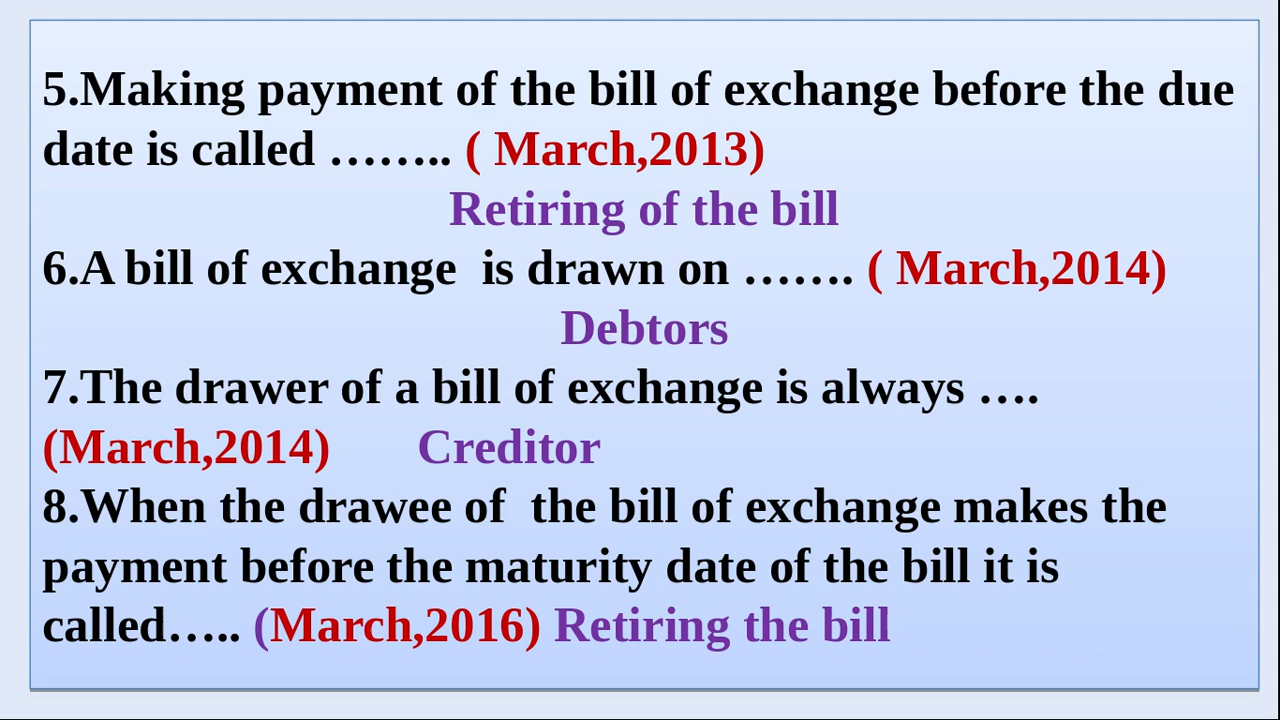 5.Making payment of the bill of exchange before the due
date is called …….. ( March,2013)
Retiring of the bill
6.A bill of exchange  is drawn on ……. ( March,2014)
Debtors
7.The drawer of a bill of exchange is always ….
(March,2014) Creditor
8.When the drawee of  the bill of exchange makes the
payment before the maturity date of the bill it is
called….. (March,2016) Retiring the bill